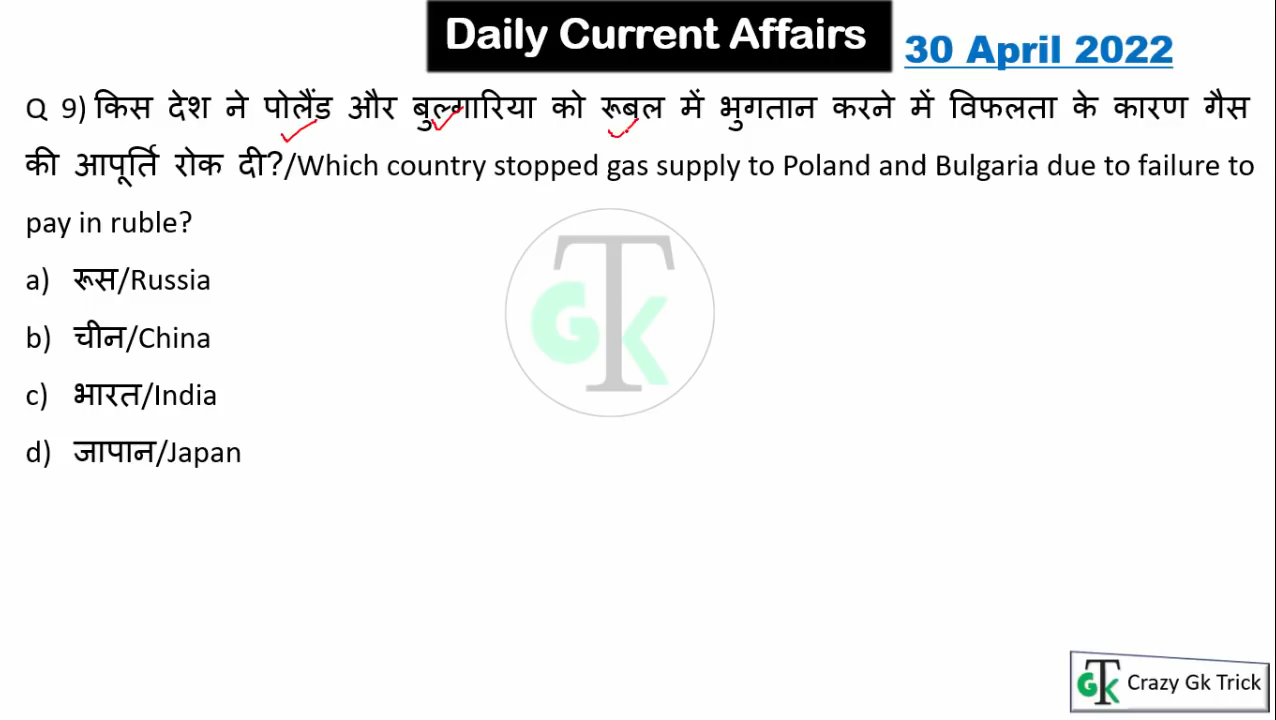 Daily Current Affairs
30 April 2022
Q 9) किस देश ने पोलैंड और बुल्गारिया को रूबल में भुगतान करने में विफलता के कारण गैस
की आपूर्ति रोक दी?/Which country stopped gas supply to Poland and Bulgaria due to failure to
pay in ruble?
a) रूस/Russia
b) चीन/China
c) भारत/India
d) जापान/Japan
GTK
GTK Crazy Gk Trick